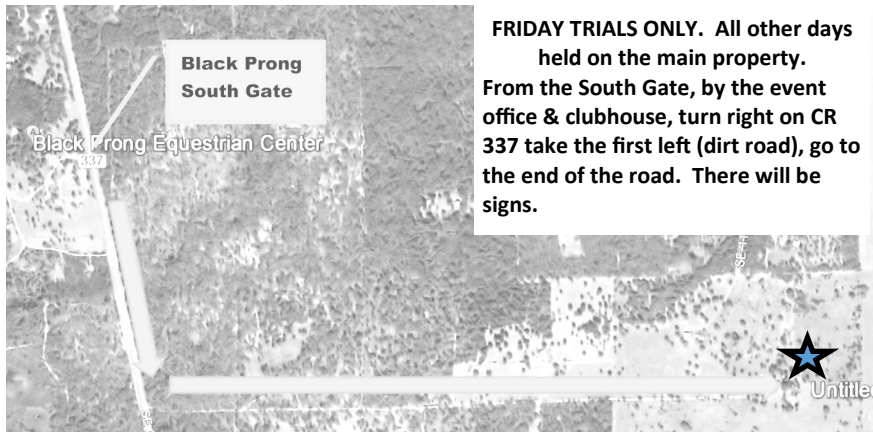 FRIDAY TRIALS ONLY. All other days
held on the main property.
From the South Gate, by the event
office & clubhouse, turn right on CR
337 take the first left (dirt road), go to
the end of the road. There will be
signs.
Black Prong
South Gate
Black Prong Equestrian Center
337
Untitled